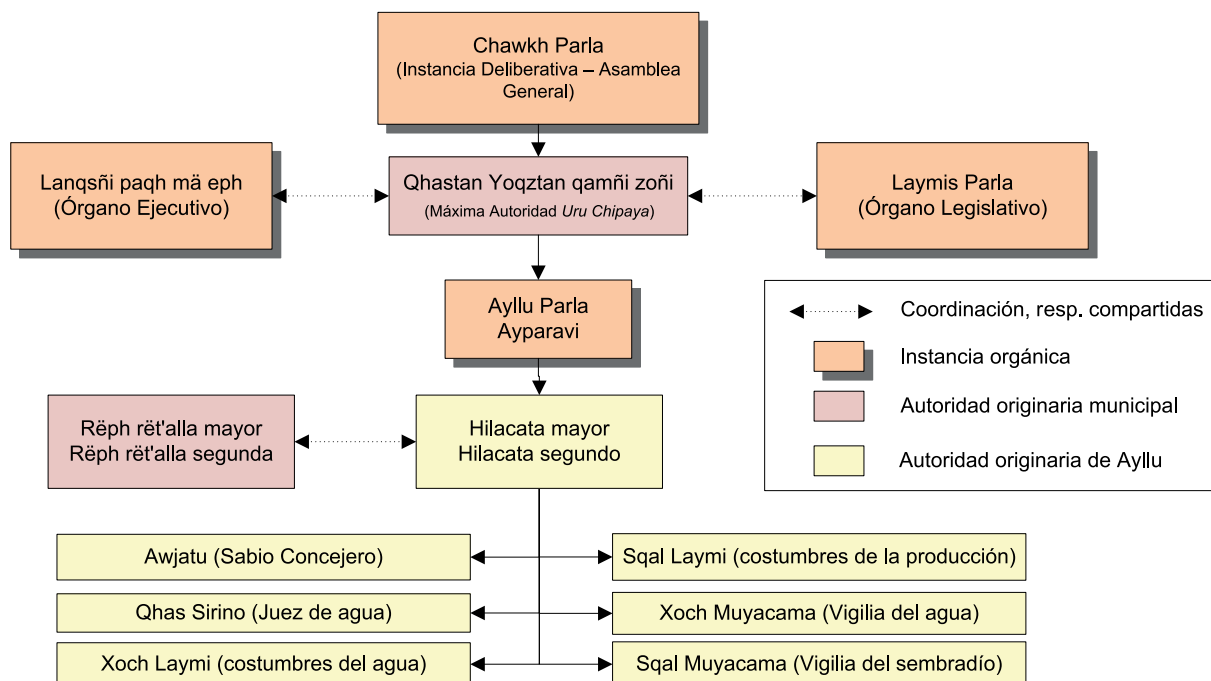 Chawkh Parla
(Instancia Deliberativa – Asamblea
General)
Lanqsñi paqh mä eph
(Órgano Ejecutivo)
Qhastan Yoqztan qamñi zoñi
(Máxima Autoridad Uru Chipaya)
Laymis Parla
(Órgano Legislativo)
Ayllu Parla
Ayparavi
Coordinación, resp. compartidas
Instancia orgánica
Autoridad originaria municipal
Autoridad originaria de Ayllu
Rëph rët'alla mayor
Rëph rët'alla segunda
Hilacata mayor
Hilacata segundo
Awjatu (Sabio Concejero)
Sqal Laymi (costumbres de la producción)
Qhas Sirino (Juez de agua)
Xoch Muyacama (Vigilia del agua)
Xoch Laymi (costumbres del agua)
Sqal Muyacama (Vigilia del sembradío)